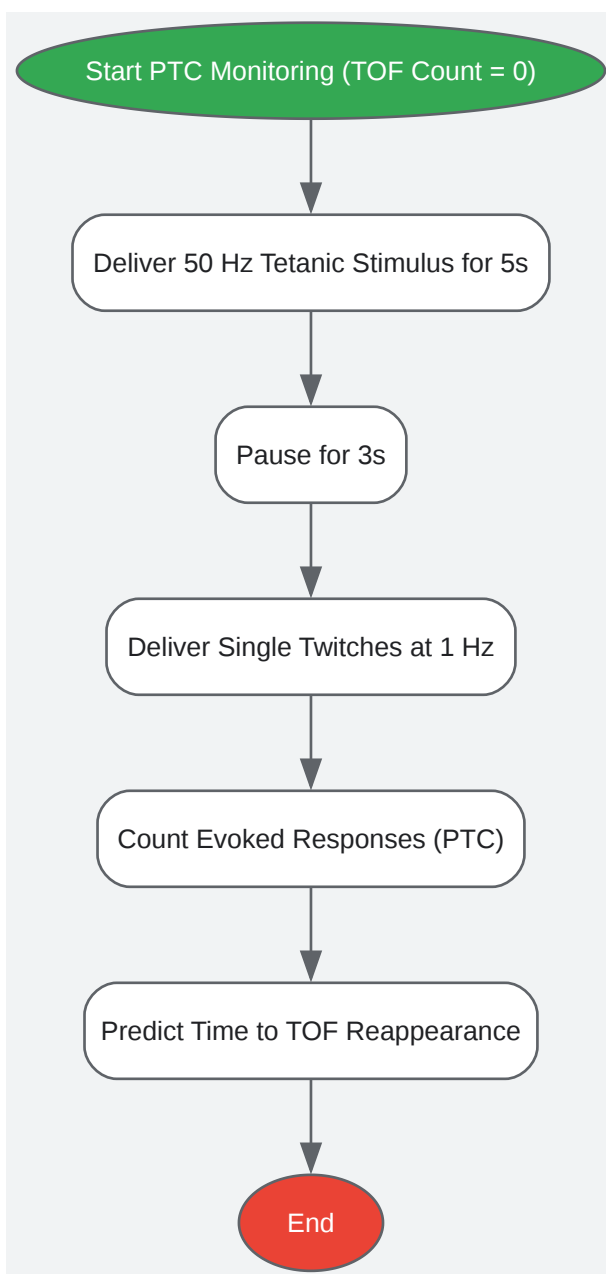 Start PTC Monitoring (TOF Count = 0)
Deliver 50 Hz Tetanic Stimulus for 5s
Pause for 3s
Deliver Single Twitches at 1 Hz
Count Evoked Responses (PTC)
Predict Time to TOF Reappearance
End